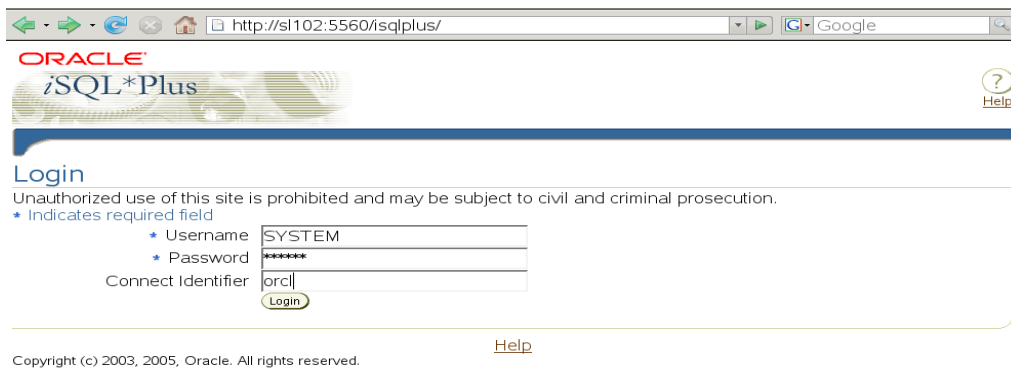 http://sl102:5560/isqlplus/
G Google
ORACLE
iSQL*Plus
?
Help
Login
Unauthorized use of this site is prohibited and may be subject to civil and criminal prosecution.
* Indicates required field
* Username SYSTEM
* Password ******
Connect Identifier orcl
Login
Help
Copyright (c) 2003, 2005, Oracle. All rights reserved.